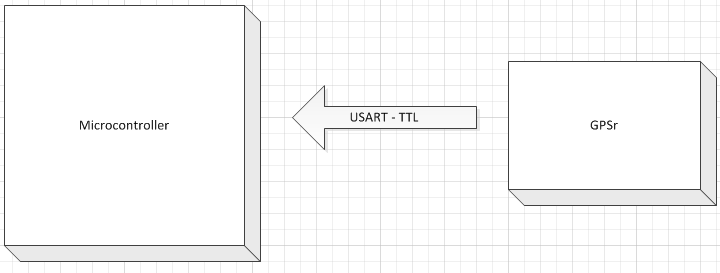 Microcontroller
USART - TTL
GPSr